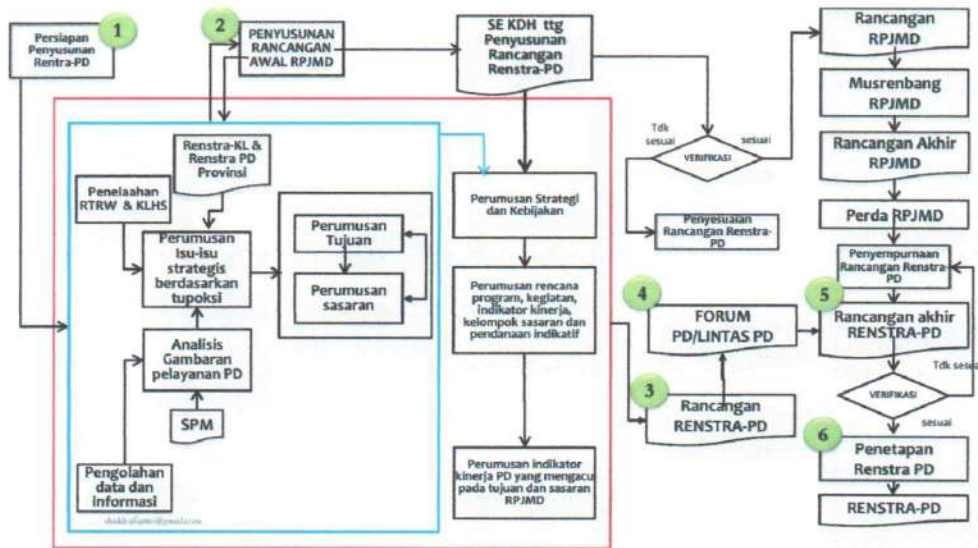 1
Persiapan
Penyusunan
Rentra-PD
2
PENYUSUNAN
RANCANGAN
AWAL RPJMD
SE KDH ttg
Penyusunan
Rancangan
Renstra-PD
Rancangan
RPJMD
Musrenbang
RPJMD
Rancangan Akhir
RPJMD
Perda RPJMD
Penyempurnaan
Rancangan Renstra-
PD
Tdk
sesuai
VERIFIKASI
sesuai
Penyesuaian
Rancangan Renstra-
PD
Renstra-KL &
Renstra PD
Provinsi
Penelaahan
RTRW & KLHS
Perumusan
Isu-isu
strategis
berdasarkan
tupoksi
Perumusan
Tujuan
Perumusan
sasaran
Analisis
Gambaran
pelayanan PD
SPM
Pengolahan
data dan
informasi
Perumusan Strategi
dan Kebijakan
Perumusan rencana
program, kegiatan,
indikator kinerja,
kelompok sasaran dan
pendanaan indikatif
Perumusan indikator
kinerja PD yang mengacu
pada tujuan dan sasaran
RPJMD
3
Rancangan
RENSTRA-PD
4
FORUM
PD/LINTAS PD
5
Rancangan akhir
RENSTRA-PD
Tdk sesuai
VERIFIKASI
sesuai
6
Penetapan
Renstra PD
RENSTRA-PD